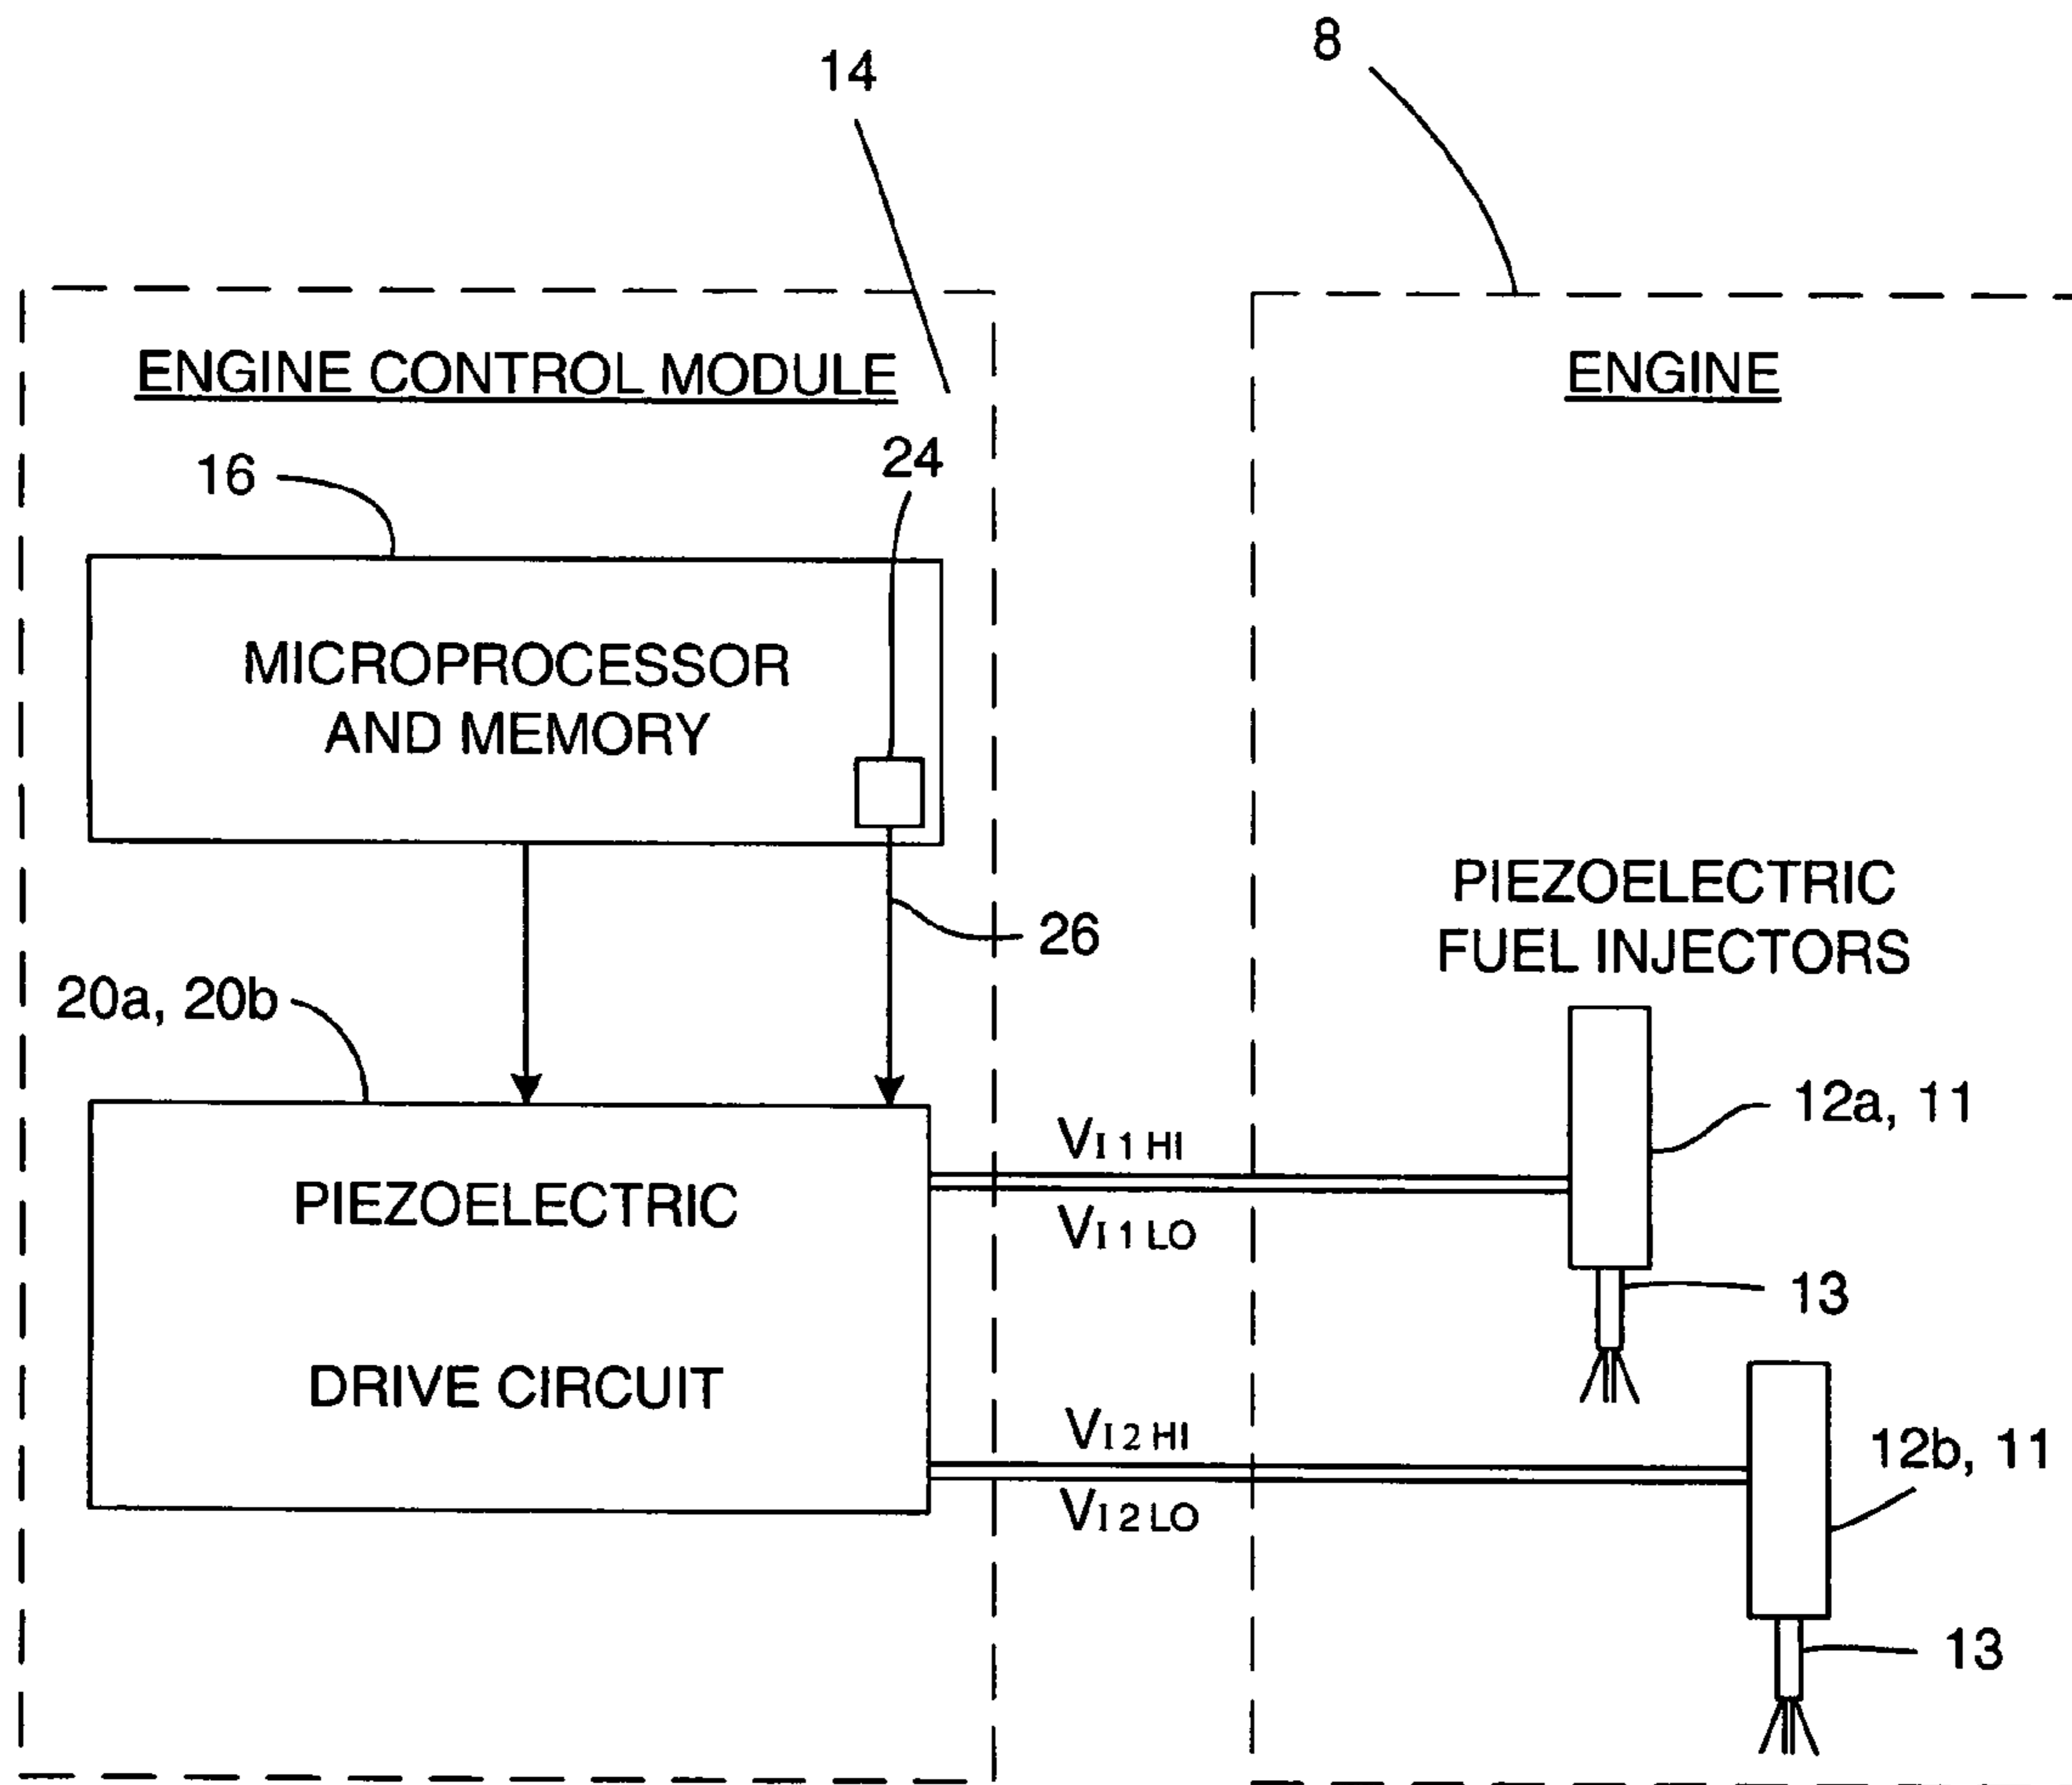 14
8
ENGINE CONTROL MODULE
ENGINE
16
24
MICROPROCESSOR
AND MEMORY
PIEZOELECTRIC
FUEL INJECTORS
26
20a, 20b
12a, 11
VI 1 HI
PIEZOELECTRIC
VI 1 LO
13
DRIVE CIRCUIT
VI 2 HI
12b, 11
VI 2 LO
13